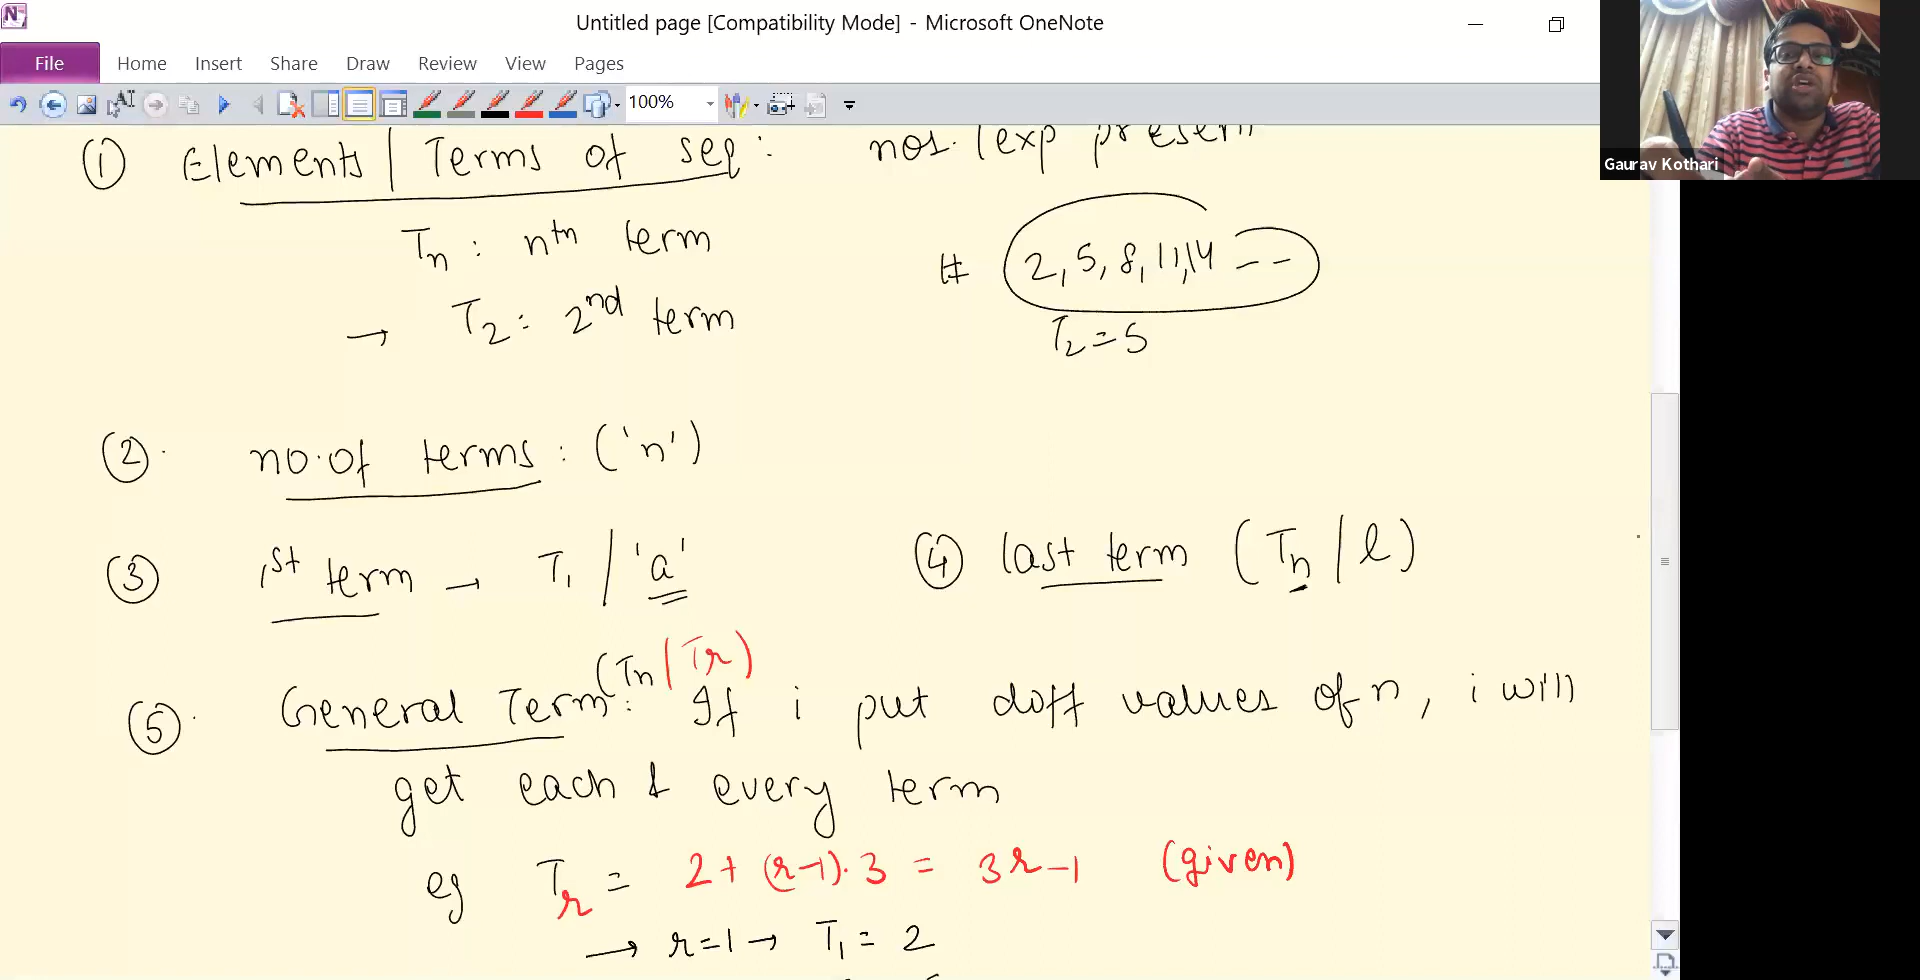 Untitled page [Compatibility Mode] - Microsoft OneNote
File Home Insert Share Draw Review View Pages
100%
Gaurav Kothari
① Elements / Terms of seq : nos. / exp present
Tn : nth term
# 2, 5, 8, 11, 14 - -
→ T2 : 2nd term
T2 = 5
② no. of terms : ('n')
③ 1st term → T1 / 'a'
④ last term (Tn / l)
(Tn / Tr)
⑤ General Term : If i put diff values of n, i will
get each & every term
eg Tr = 2 + (r-1).3 = 3r-1 (given)
→ r=1 → T1 = 2